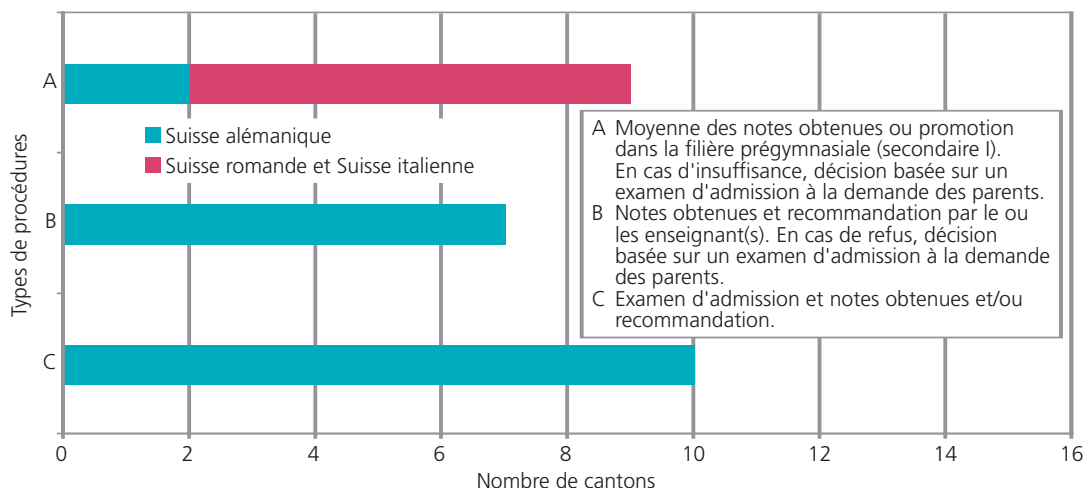 A
Suisse alémanique
Suisse romande et Suisse italienne
Types de procédures
B
C
A Moyenne des notes obtenues ou promotion
dans la filière prégymnasiale (secondaire I).
En cas d'insuffisance, décision basée sur un
examen d'admission à la demande des parents.
B Notes obtenues et recommandation par le ou
les enseignant(s). En cas de refus, décision
basée sur un examen d'admission à la demande
des parents.
C Examen d'admission et notes obtenues et/ou
recommandation.
0 2 4 6 8 10 12 14 16
Nombre de cantons